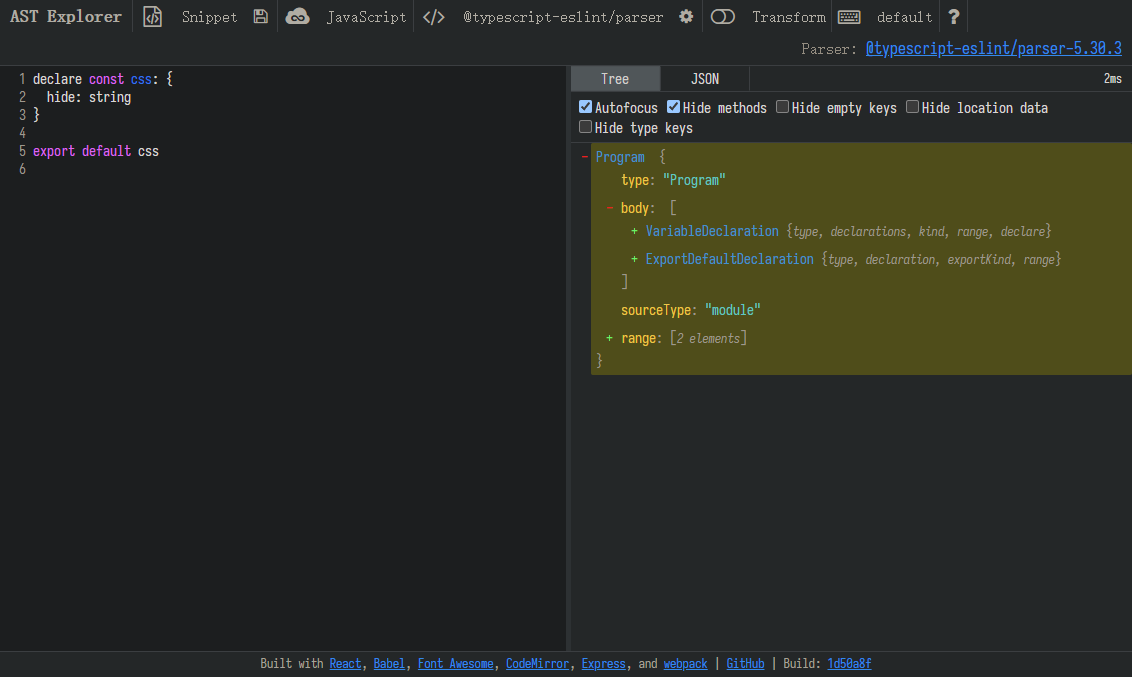 AST Explorer Snippet JavaScript </> @typescript-eslint/parser Transform default ?
Parser: @typescript-eslint/parser-5.30.3
1 declare const css: {
2   hide: string
3 }
4
5 export default css
6
Tree JSON 2ms
Autofocus Hide methods Hide empty keys Hide location data
Hide type keys
- Program {
type: "Program"
- body: [
+ VariableDeclaration {type, declarations, kind, range, declare}
+ ExportDefaultDeclaration {type, declaration, exportKind, range}
]
sourceType: "module"
+ range: [2 elements]
}
Built with React, Babel, Font Awesome, CodeMirror, Express, and webpack | GitHub | Build: 1d50a8f